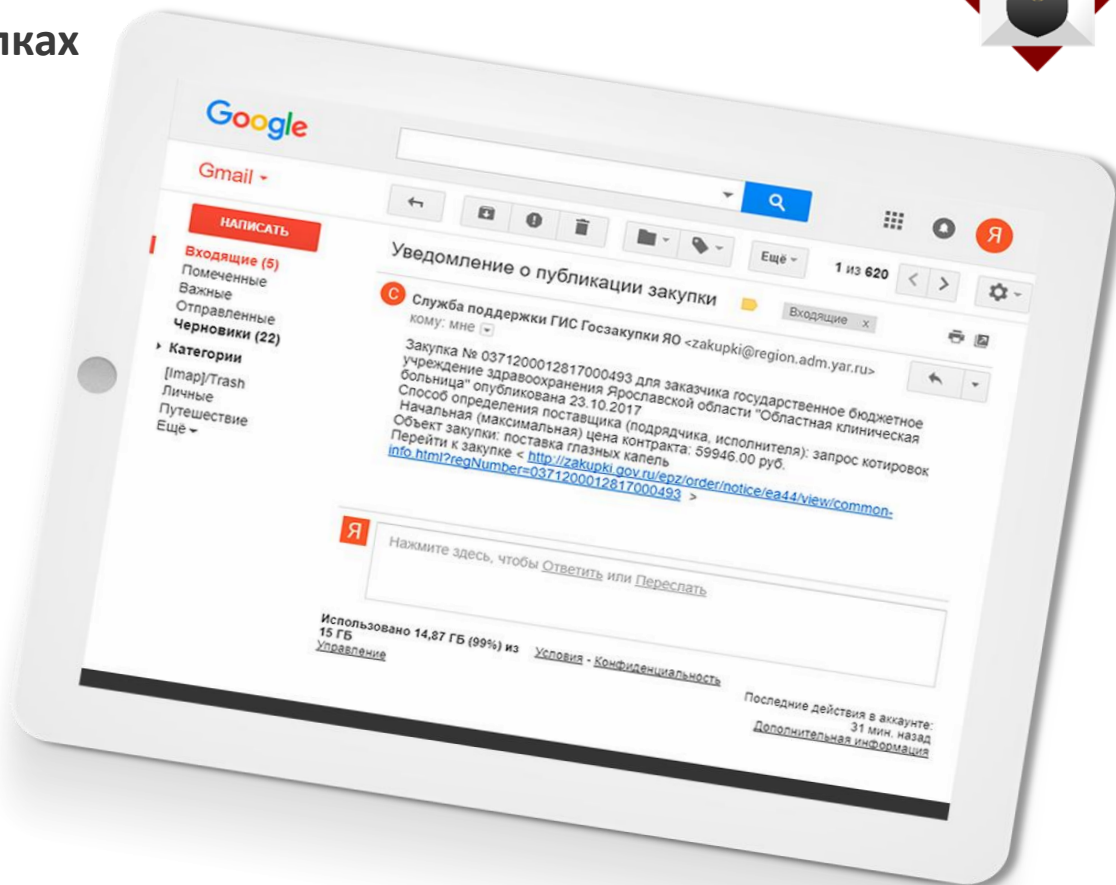 Google
Gmail
НАПИСАТЬ
Входящие (5)
Помеченные
Важные
Отправленные
Черновики (22)
Категории
[Imap]/Trash
Личные
Путешествие
Ещё
Ещё
1 из 620
Я
Уведомление о публикации закупки
Входящие x
С
Служба поддержки ГИС Госзакупки ЯО <zakupki@region.adm.yar.ru>
кому: мне
Закупка № 0371200012817000493 для заказчика государственное бюджетное
учреждение здравоохранения Ярославской области "Областная клиническая
больница" опубликована 23.10.2017
Способ определения поставщика (подрядчика, исполнителя): запрос котировок
Начальная (максимальная) цена контракта: 59946.00 руб.
Объект закупки: поставка глазных капель
Перейти к закупке < http://zakupki.gov.ru/epz/order/notice/ea44/view/common-
info.html?regNumber=0371200012817000493 >
Я
Нажмите здесь, чтобы Ответить или Переслать
Использовано 14,87 ГБ (99%) из
15 ГБ
Управление
Условия - Конфиденциальность
Последние действия в аккаунте:
31 мин. назад
Дополнительная информация